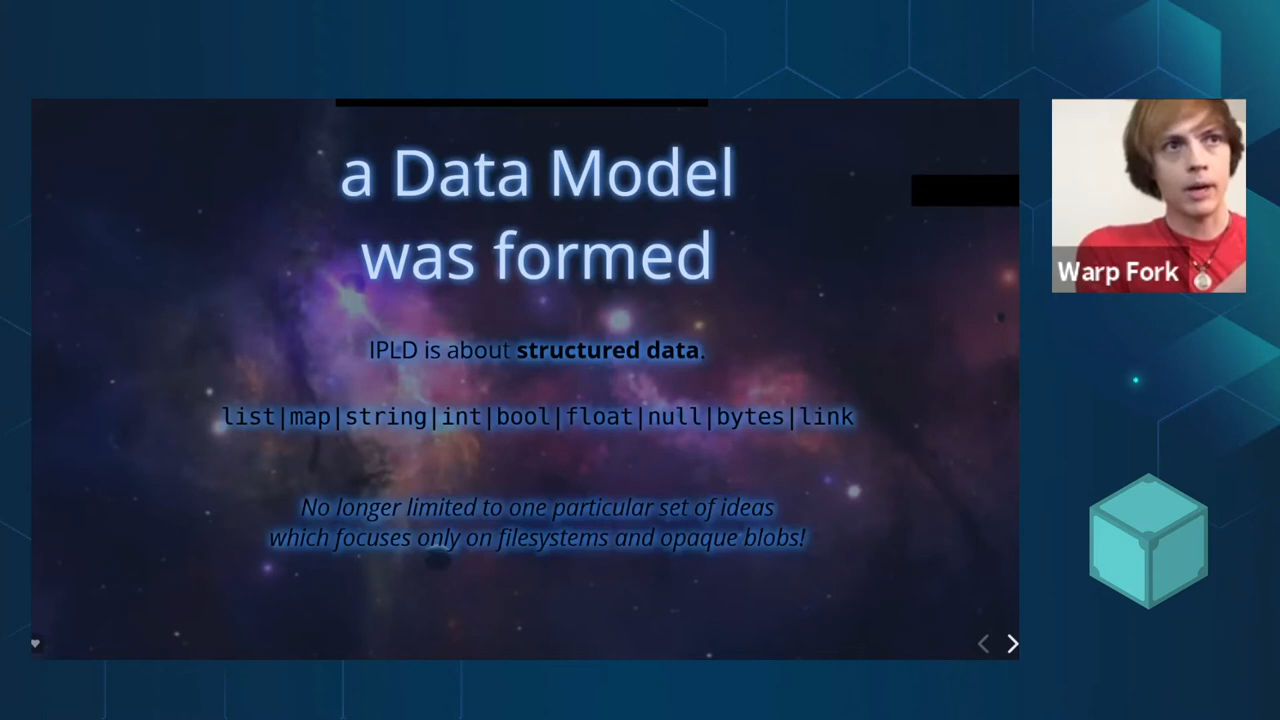 a Data Model
was formed
IPLD is about structured data.
list|map|string|int|bool|float|null|bytes|link
No longer limited to one particular set of ideas
which focuses only on filesystems and opaque blobs!
Warp Fork